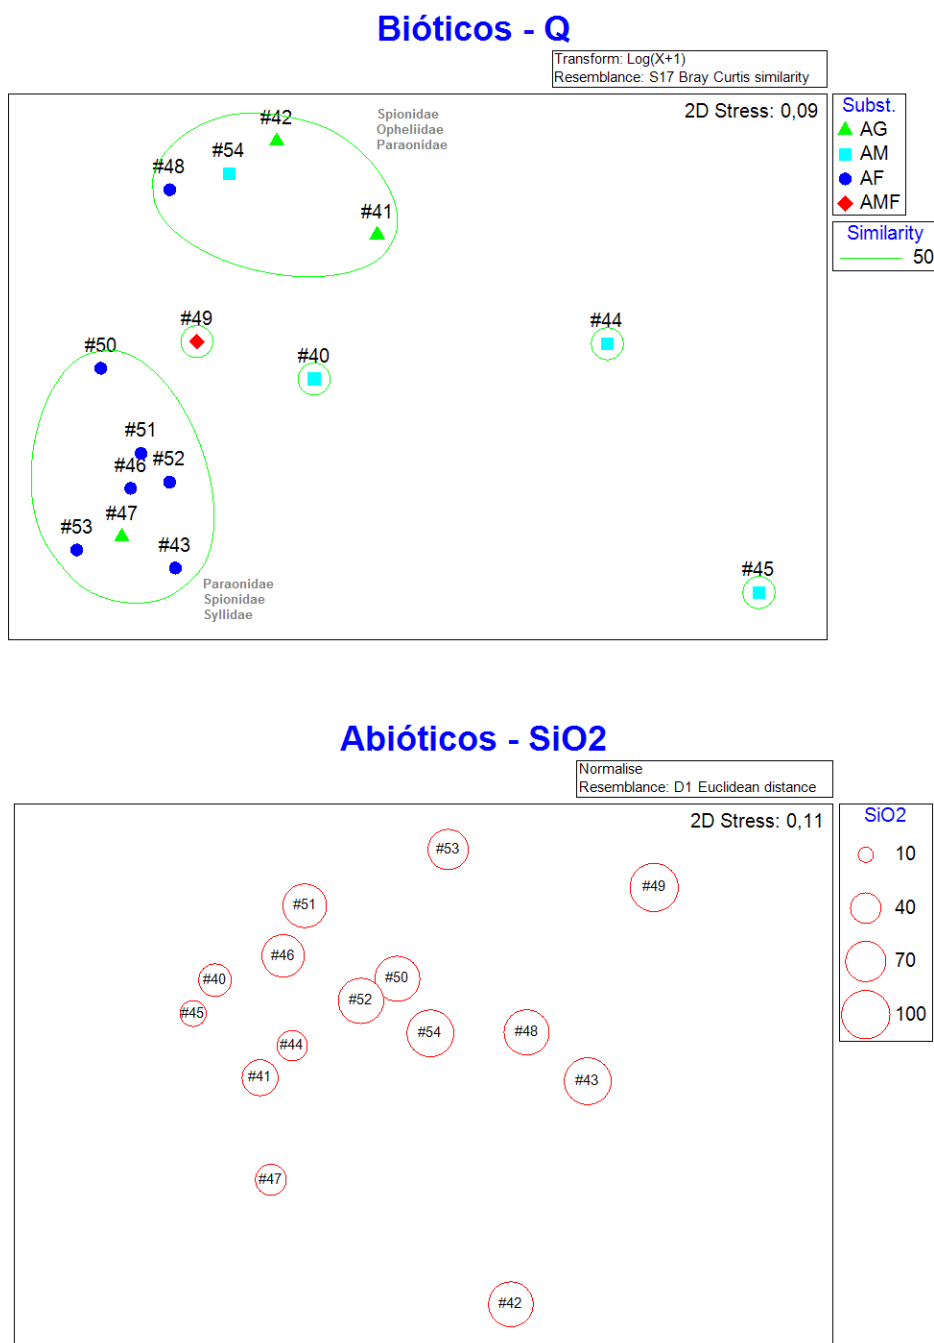 Bióticos - Q
Transform: Log(X+1)
Resemblance: S17 Bray Curtis similarity
2D Stress: 0,09
Subst.
AG
AM
AF
AMF
Similarity
50
#42
Spionidae
Opheliidae
Paraonidae
#54
#48
#41
#49
#44
#50
#40
#51
#46
#52
#47
#53
#43
#45
Paraonidae
Spionidae
Syllidae
Abióticos - SiO2
Normalise
Resemblance: D1 Euclidean distance
2D Stress: 0,11
SiO2
10
40
70
100
#53
#49
#51
#46
#40
#50
#52
#45
#54
#48
#44
#41
#43
#47
#42